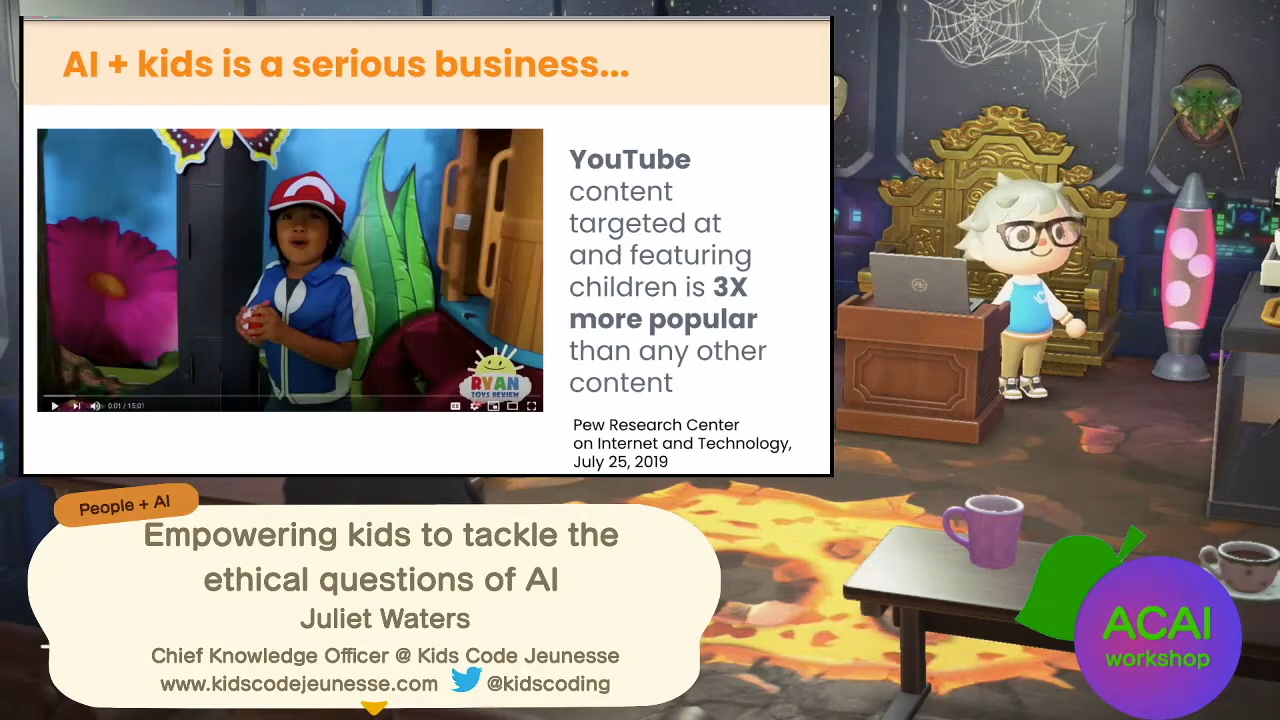 AI + kids is a serious business...
YouTube
content
targeted at
and featuring
children is 3X
more popular
than any other
content
Pew Research Center
on Internet and Technology,
July 25, 2019
RYAN
TOYS REVIEW
0:01 / 15:01
People + AI
Empowering kids to tackle the
ethical questions of AI
Juliet Waters
Chief Knowledge Officer @ Kids Code Jeunesse
www.kidscodejeunesse.com @kidscoding
ACAI
workshop